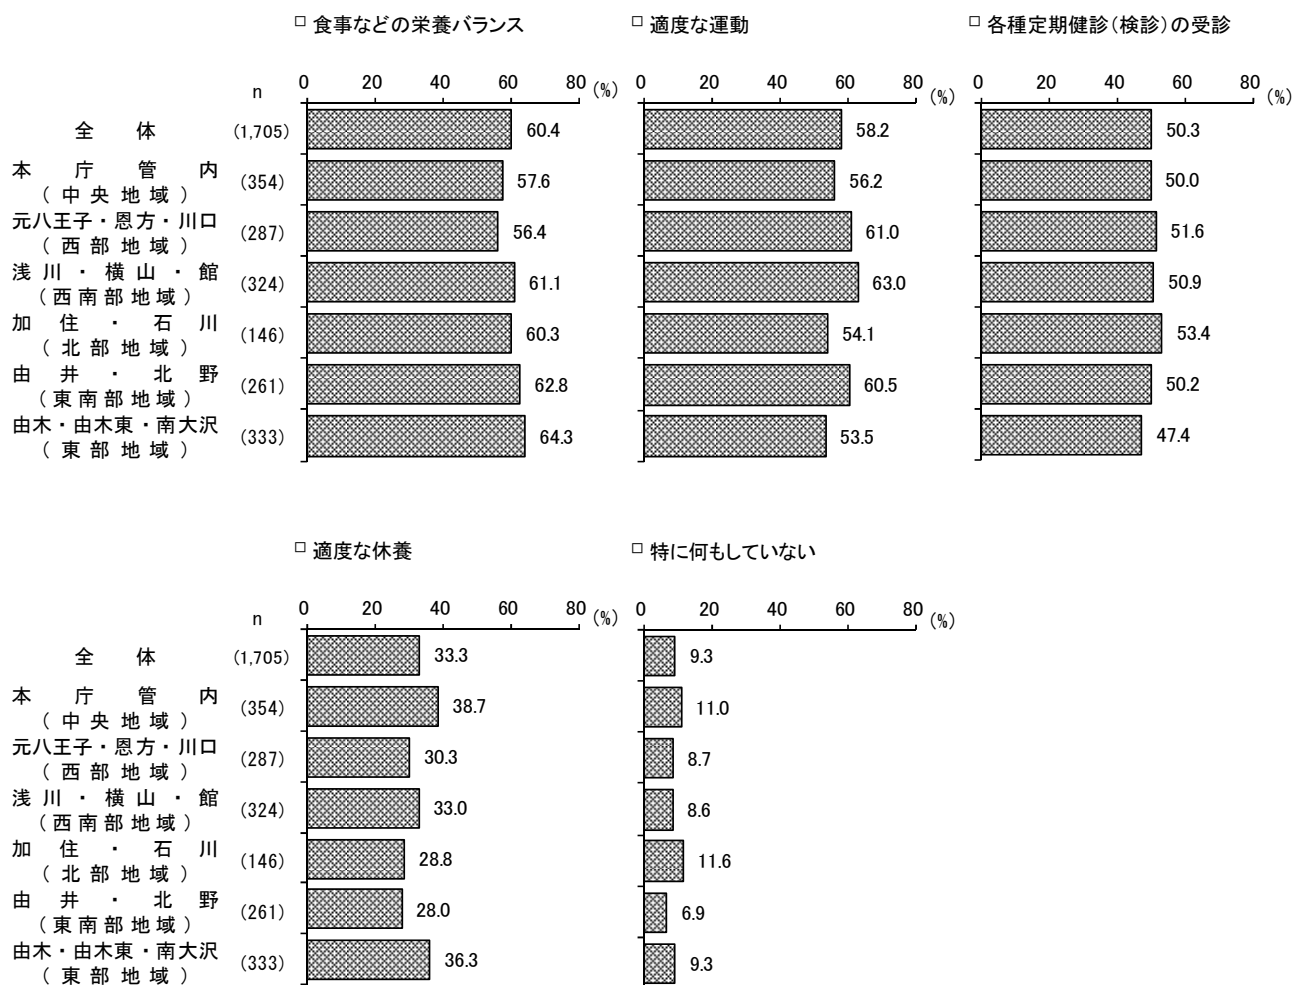 □ 食事などの栄養バランス □ 適度な運動 □ 各種定期健診(検診)の受診
n 0 20 40 60 80 (%) 0 20 40 60 80 (%) 0 20 40 60 80 (%)
全体 (1,705) 60.4 58.2 50.3
本庁管内
(中央地域) (354) 57.6 56.2 50.0
元八王子・恩方・川口
(西部地域) (287) 56.4 61.0 51.6
浅川・横山・館
(西南部地域) (324) 61.1 63.0 50.9
加住・石川
(北部地域) (146) 60.3 54.1 53.4
由井・北野
(東南部地域) (261) 62.8 60.5 50.2
由木・由木東・南大沢
(東部地域) (333) 64.3 53.5 47.4
□ 適度な休養 □ 特に何もしていない
n 0 20 40 60 80 (%) 0 20 40 60 80 (%)
全体 (1,705) 33.3 9.3
本庁管内
(中央地域) (354) 38.7 11.0
元八王子・恩方・川口
(西部地域) (287) 30.3 8.7
浅川・横山・館
(西南部地域) (324) 33.0 8.6
加住・石川
(北部地域) (146) 28.8 11.6
由井・北野
(東南部地域) (261) 28.0 6.9
由木・由木東・南大沢
(東部地域) (333) 36.3 9.3